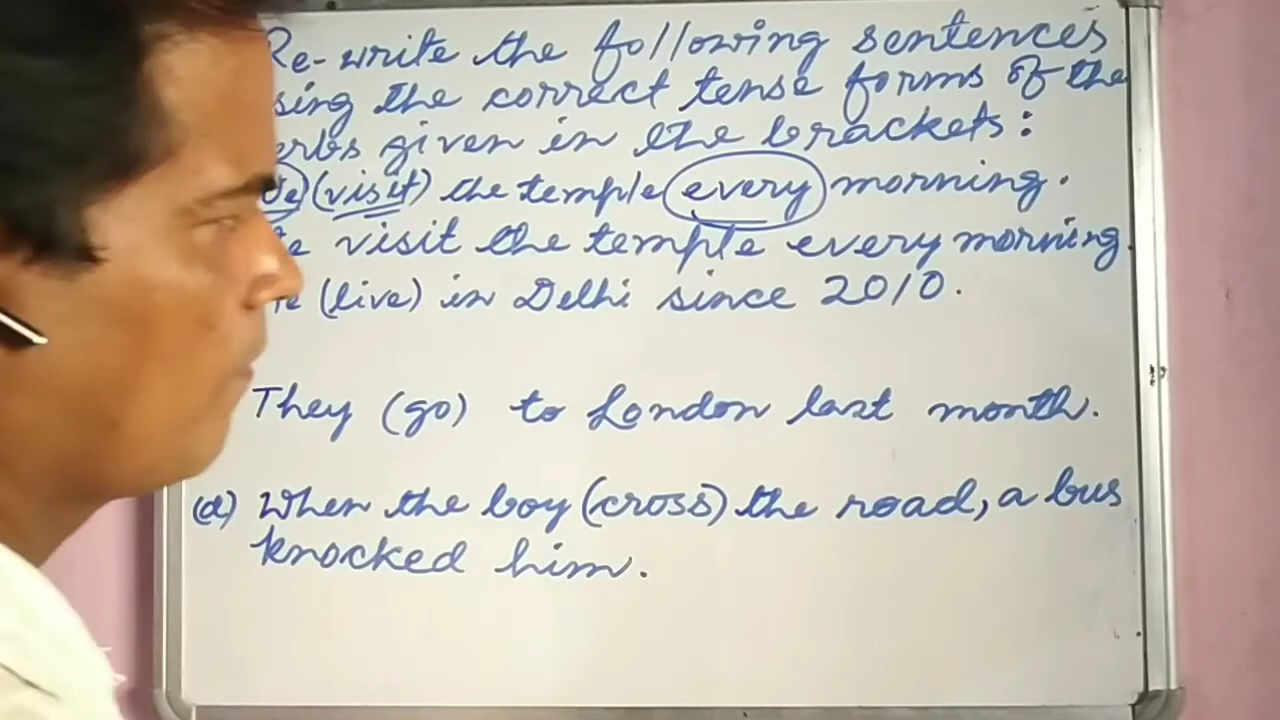 Re-write the following sentences
sing the correct tense forms of the
erbs given in the brackets:
(visit) the temple every morning.
visit the temple every morning.
(live) in Delhi since 2010.
They (go) to London last month.
(d) When the boy (cross) the road, a bus
knocked him.